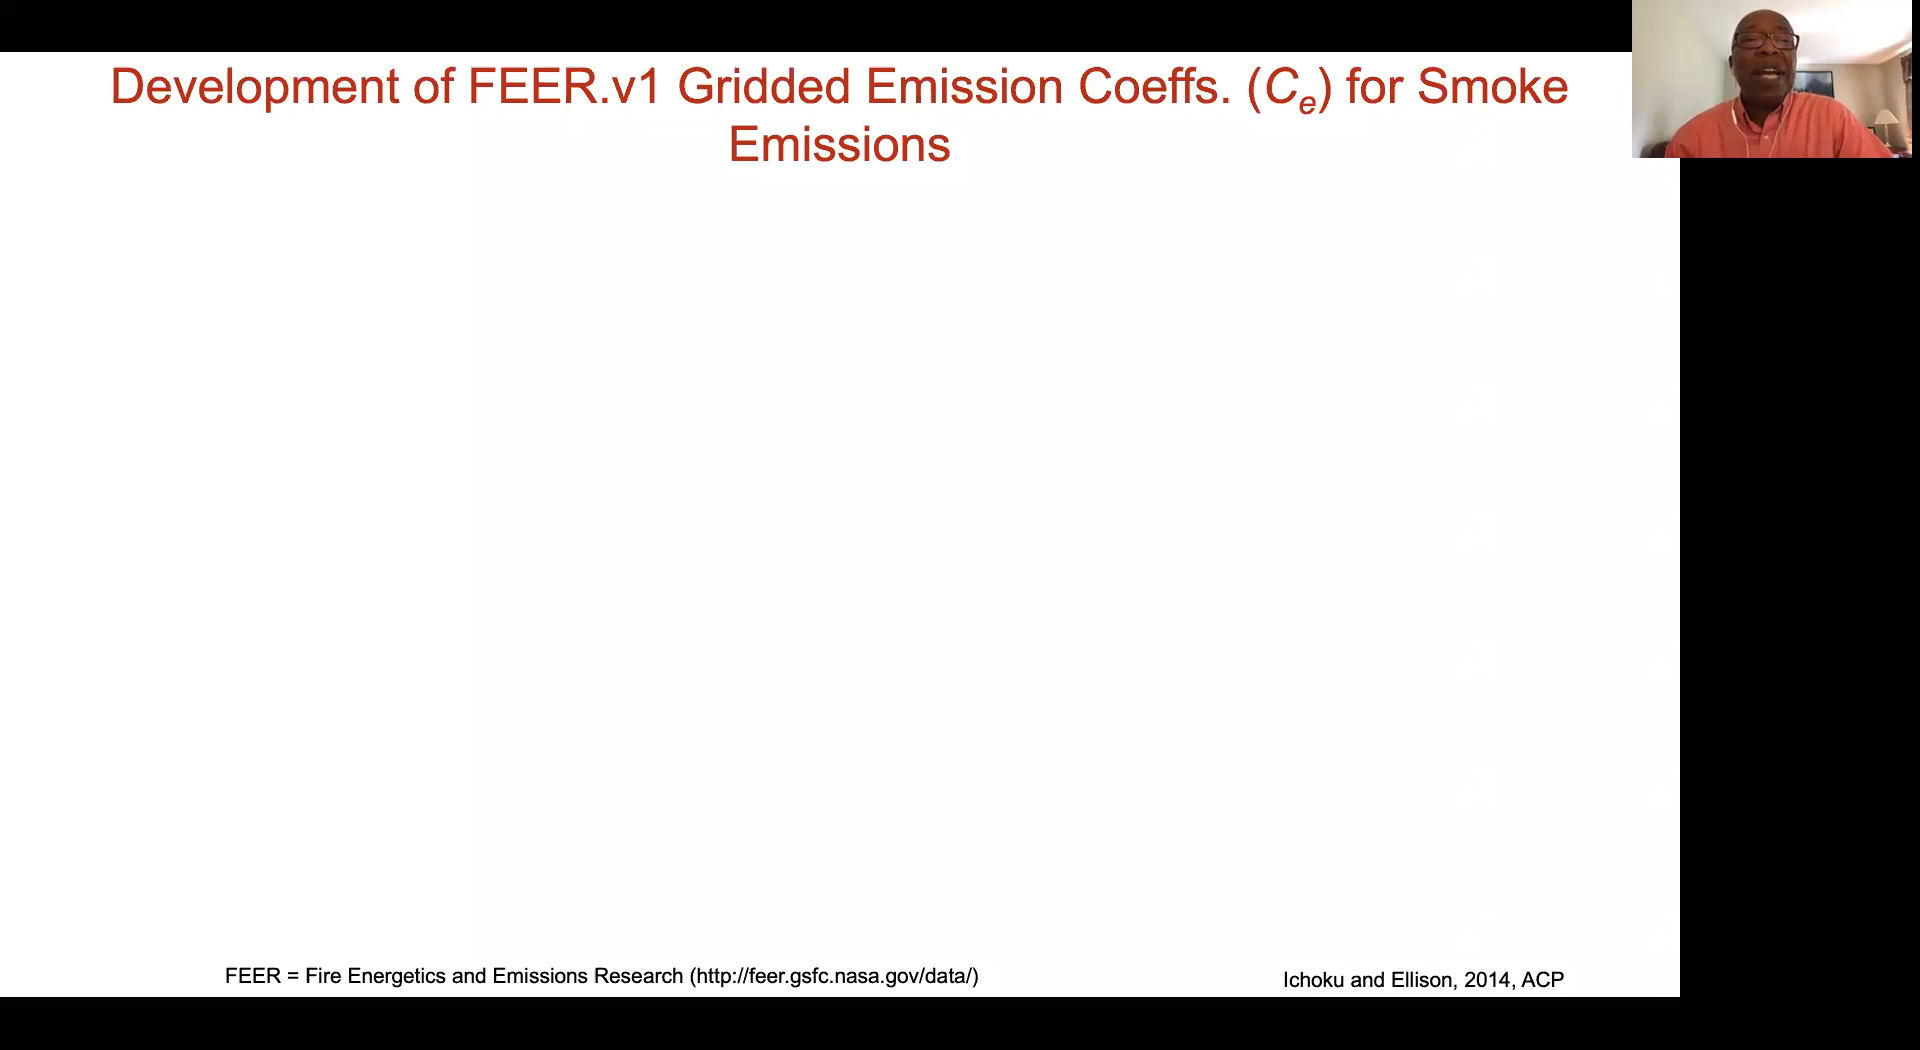 Development of FEER.v1 Gridded Emission Coeffs. (Ce) for Smoke
Emissions
FEER = Fire Energetics and Emissions Research (http://feer.gsfc.nasa.gov/data/)
Ichoku and Ellison, 2014, ACP